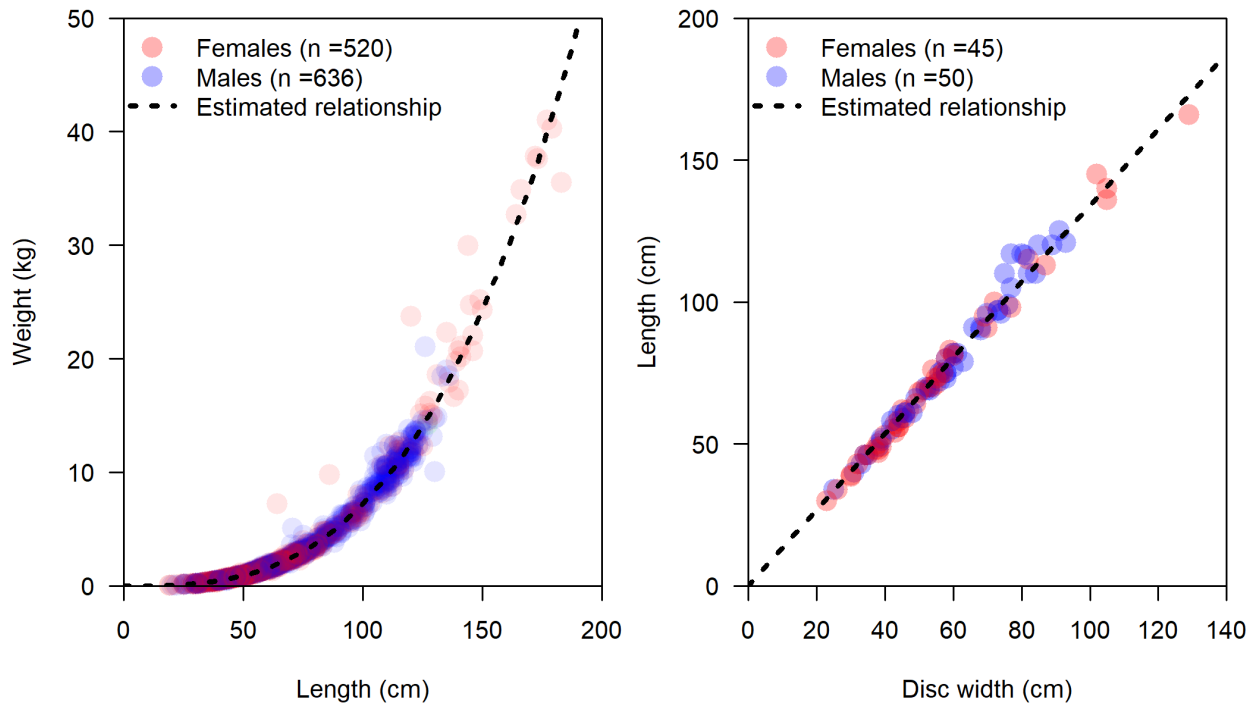 Females (n =520)
Males (n =636)
Estimated relationship
Weight (kg)
50
40
30
20
10
0
0 50 100 150 200
Length (cm)
Females (n =45)
Males (n =50)
Estimated relationship
Length (cm)
200
150
100
50
0
0 20 40 60 80 100 120 140
Disc width (cm)